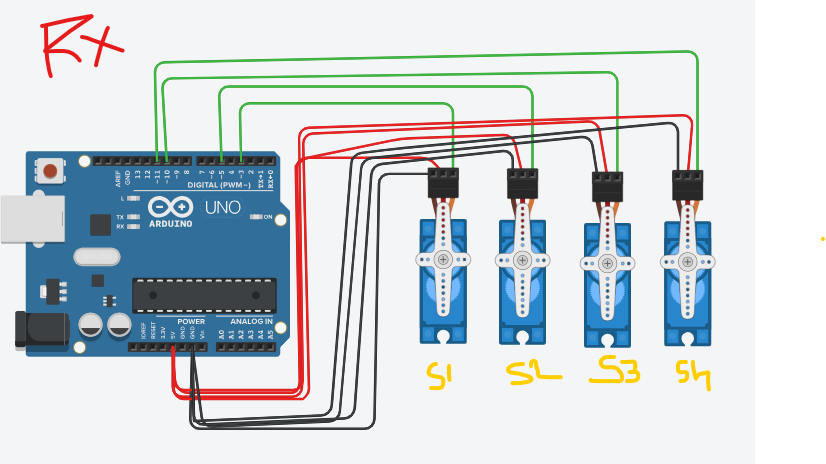 Rx
AREF
GND
13
12
~11
~10
~9
8
7
~6
~5
4
~3
2
TX→1
RX←0
DIGITAL (PWM~)
L
TX
RX
ARDUINO
UNO
ON
POWER
ANALOG IN
IOREF
RESET
3.3V
5V
GND
GND
Vin
A0
A1
A2
A3
A4
A5
S1
S2
S3
S4